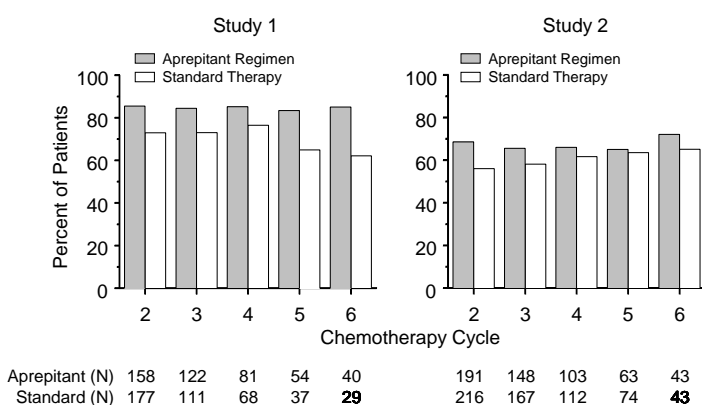 Study 1
Study 2
Aprepitant Regimen
Standard Therapy
Aprepitant Regimen
Standard Therapy
Percent of Patients
100
80
60
40
20
0
100
80
60
40
20
0
2 3 4 5 6
2 3 4 5 6
Chemotherapy Cycle
Aprepitant (N) 158 122 81 54 40 191 148 103 63 43
Standard (N) 177 111 68 37 29 216 167 112 74 43